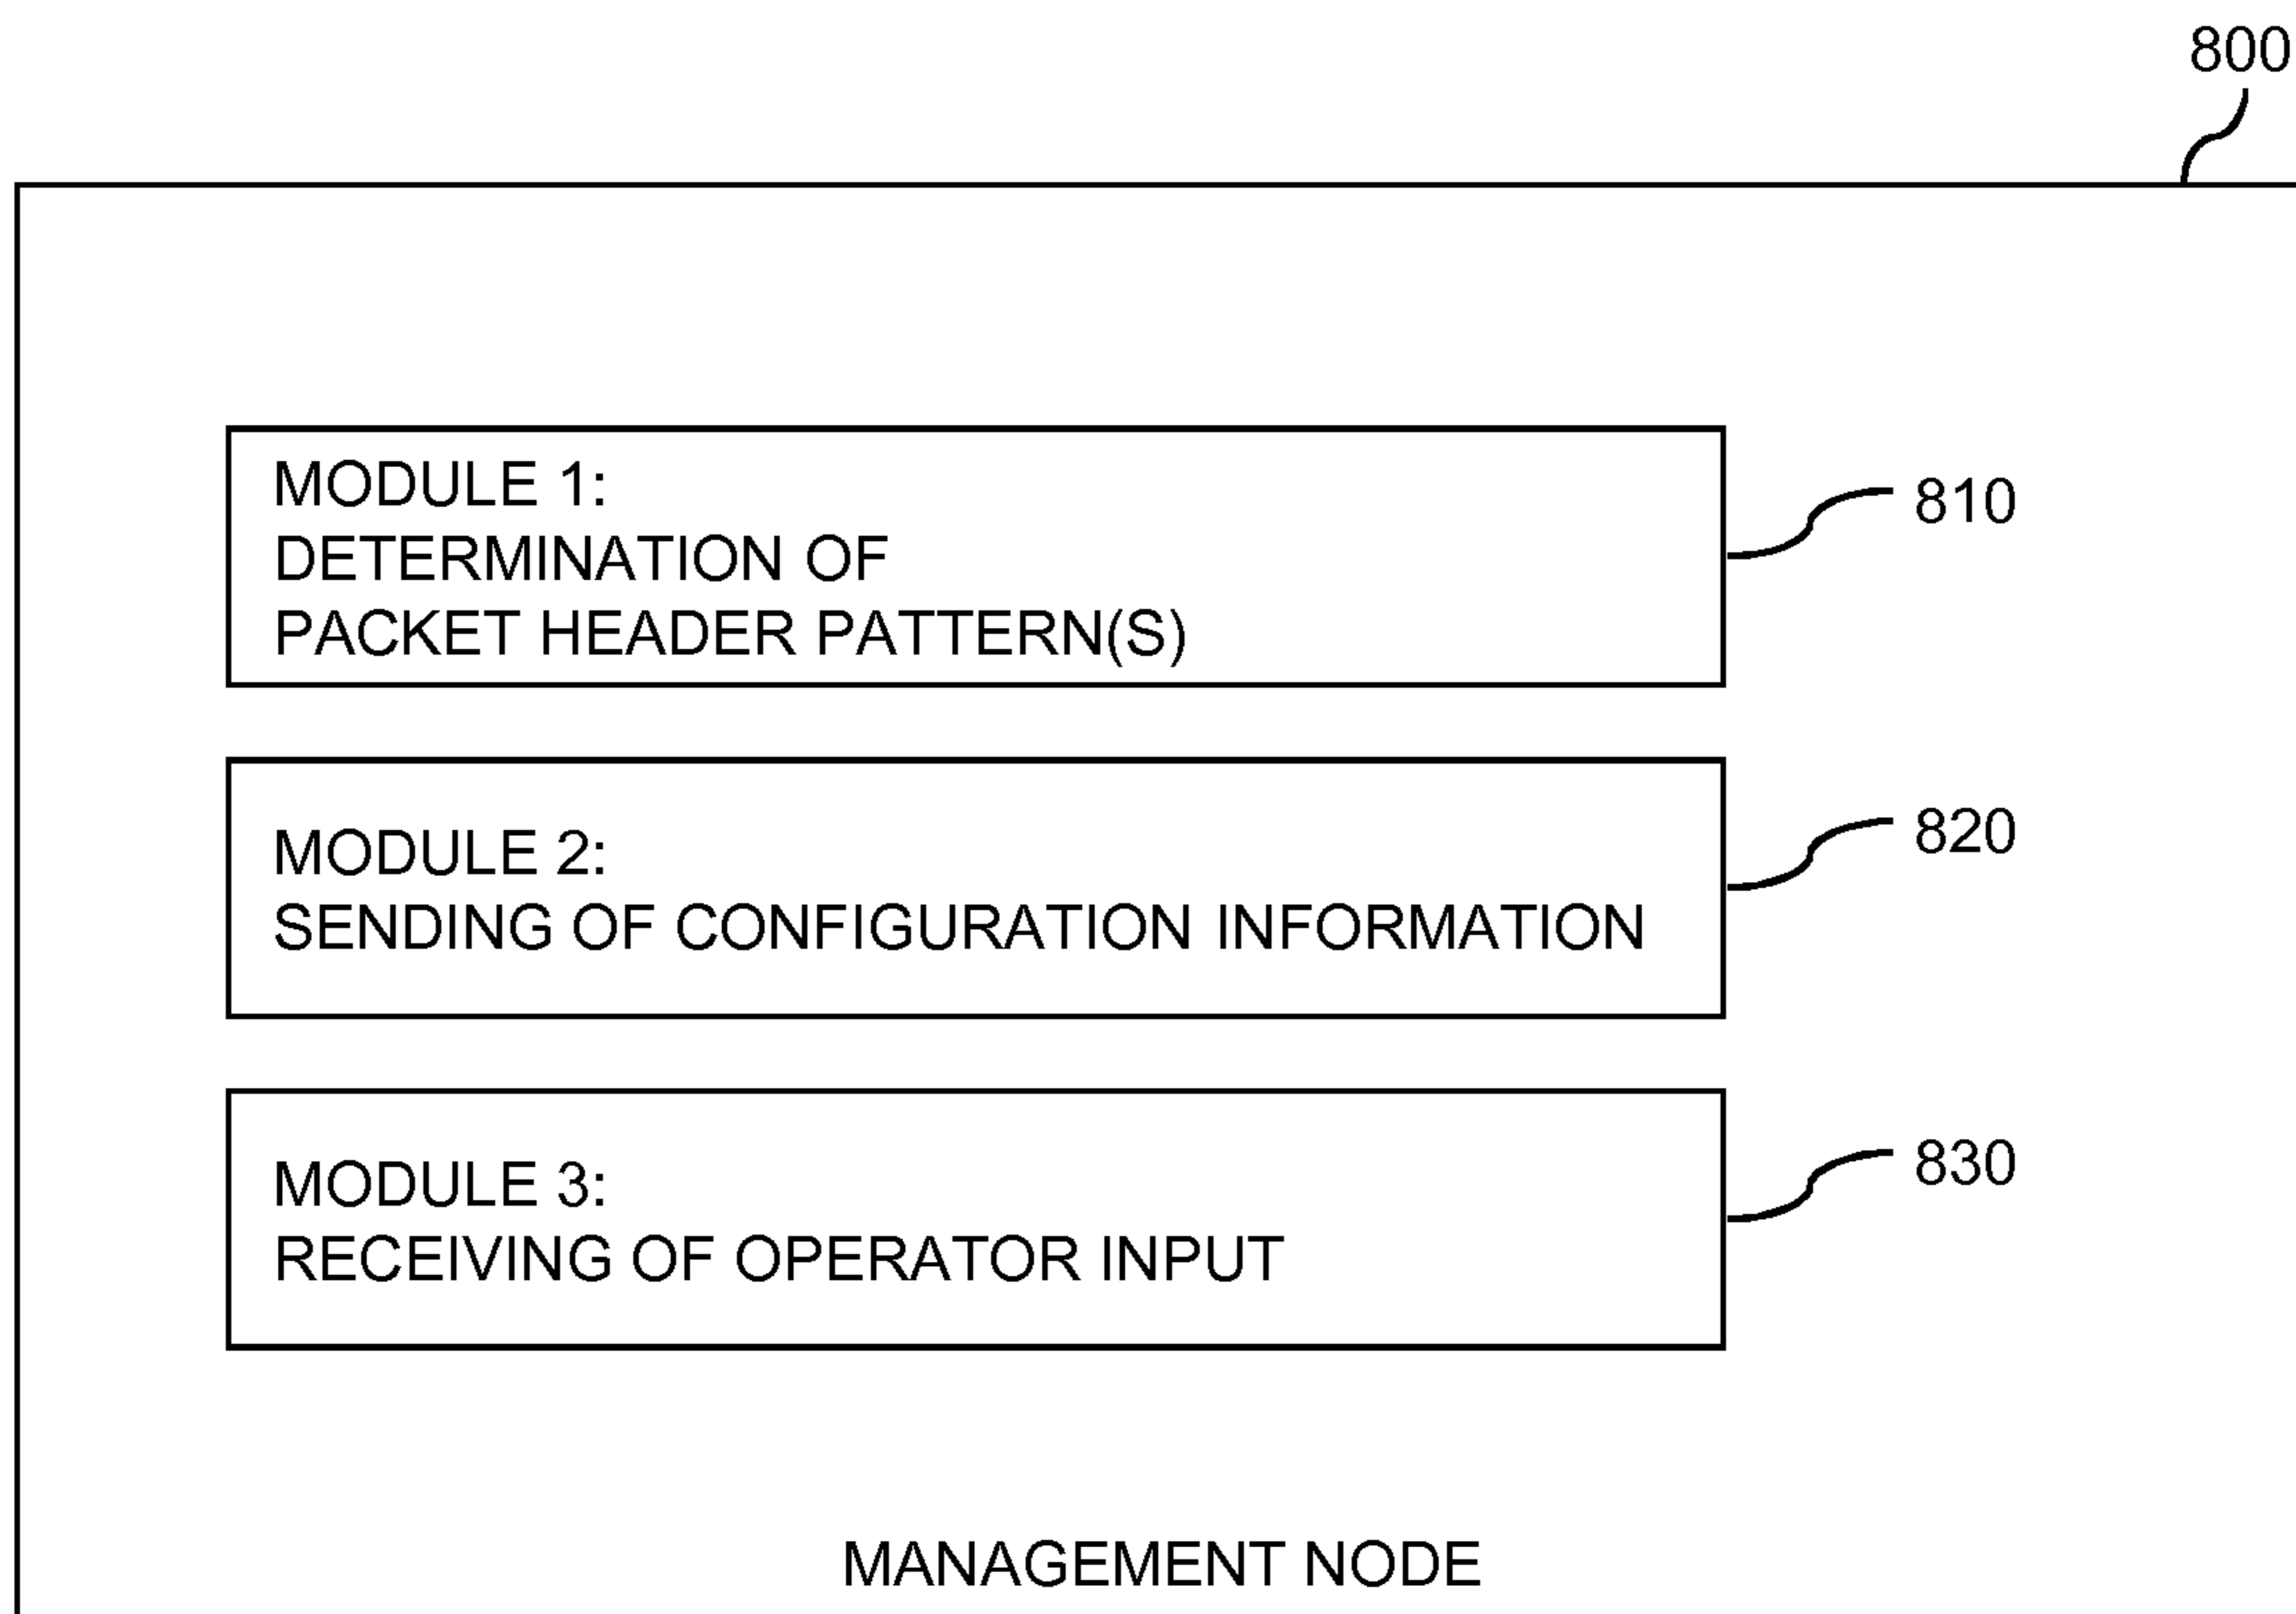 800
MODULE 1:
DETERMINATION OF
PACKET HEADER PATTERN(S)
810
MODULE 2:
SENDING OF CONFIGURATION INFORMATION
820
MODULE 3:
RECEIVING OF OPERATOR INPUT
830
MANAGEMENT NODE